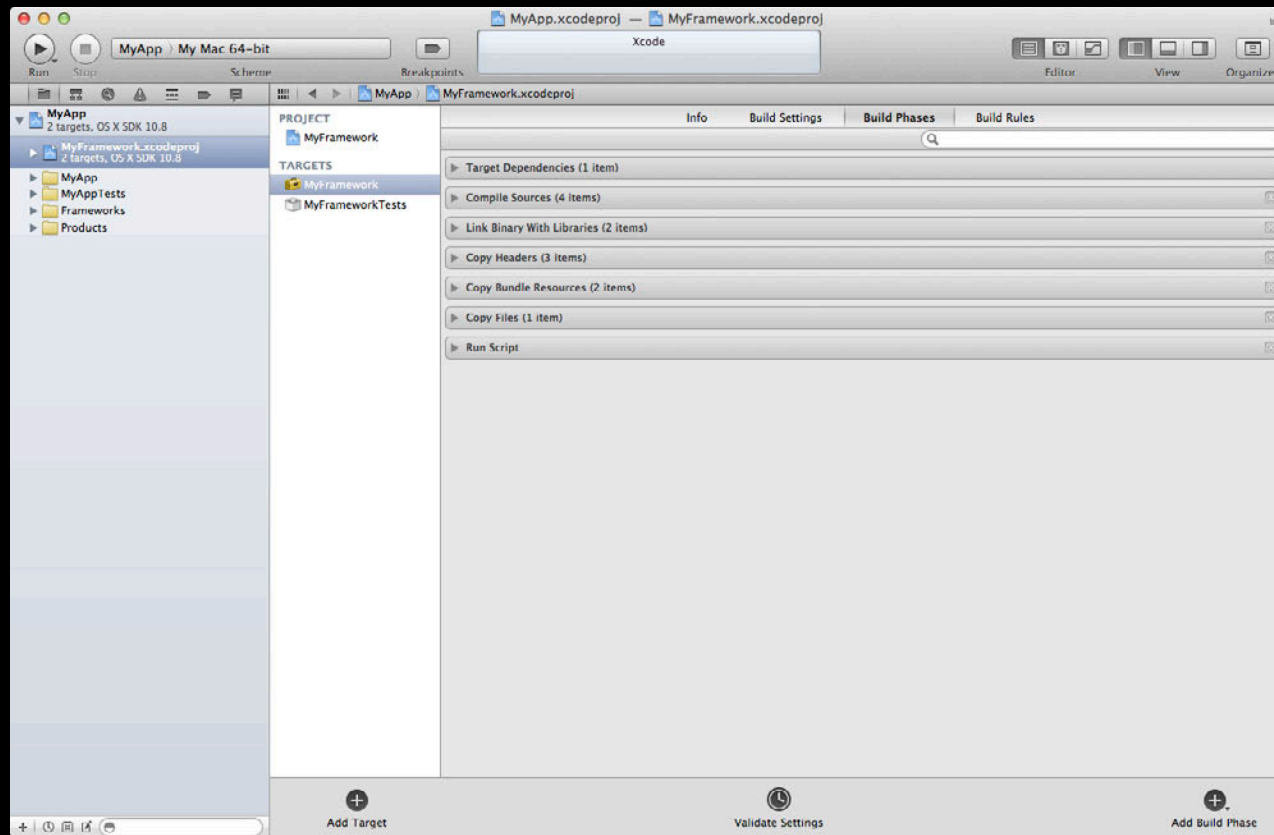 MyApp.xcodeproj — MyFramework.xcodeproj
MyApp My Mac 64-bit
Xcode
Run Stop Scheme Breakpoints Editor View Organize
MyApp MyFramework.xcodeproj
MyApp
2 targets, OS X SDK 10.8
MyFramework.xcodeproj
2 targets, OS X SDK 10.8
MyApp
MyAppTests
Frameworks
Products
PROJECT
MyFramework
TARGETS
MyFramework
MyFrameworkTests
Info Build Settings Build Phases Build Rules
Target Dependencies (1 item)
Compile Sources (4 items)
Link Binary With Libraries (2 items)
Copy Headers (3 items)
Copy Bundle Resources (2 items)
Copy Files (1 item)
Run Script
Add Target Validate Settings Add Build Phase